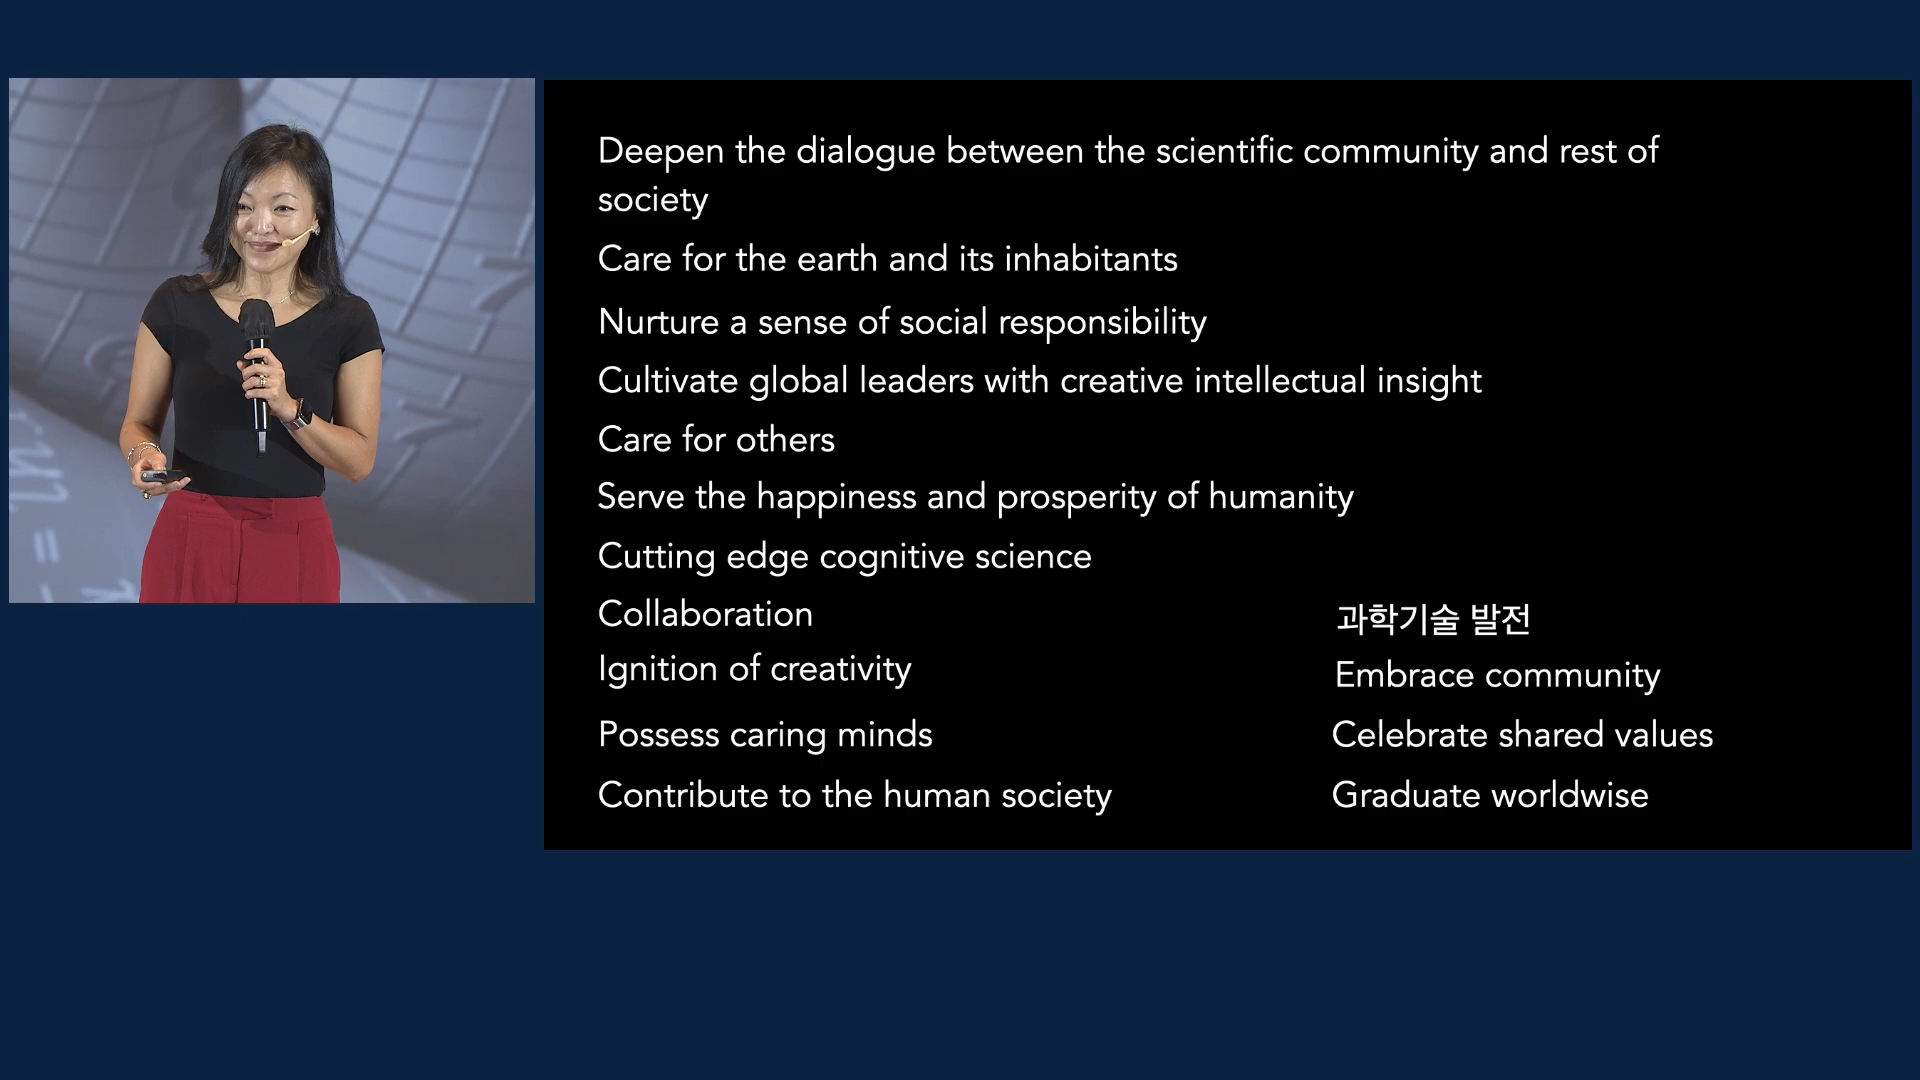 Deepen the dialogue between the scientific community and rest of
society
Care for the earth and its inhabitants
Nurture a sense of social responsibility
Cultivate global leaders with creative intellectual insight
Care for others
Serve the happiness and prosperity of humanity
Cutting edge cognitive science
Collaboration
Ignition of creativity
Possess caring minds
Contribute to the human society
과학기술 발전
Embrace community
Celebrate shared values
Graduate worldwise